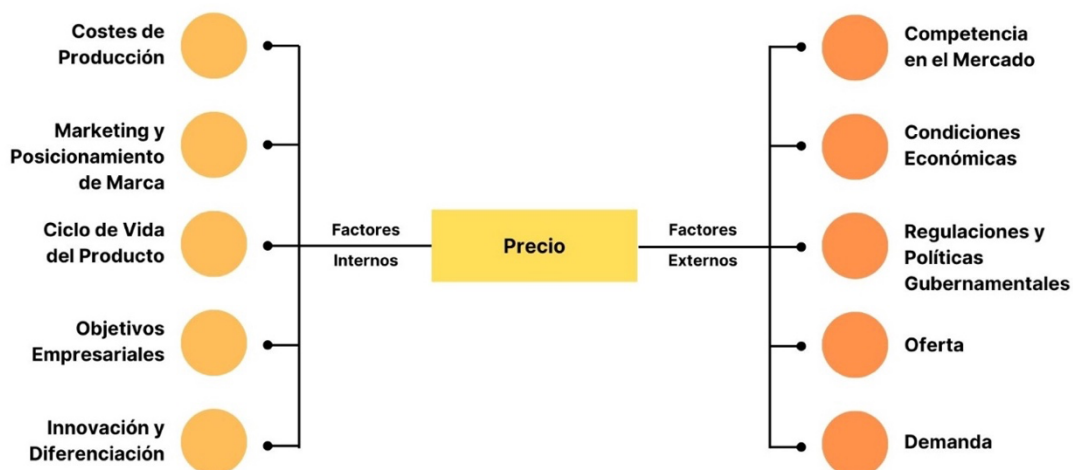 Costes de
Producción
Marketing y
Posicionamiento
de Marca
Ciclo de Vida
del Producto
Objetivos
Empresariales
Innovación y
Diferenciación
Factores
Internos
Precio
Factores
Externos
Competencia
en el Mercado
Condiciones
Económicas
Regulaciones y
Políticas
Gubernamentales
Oferta
Demanda